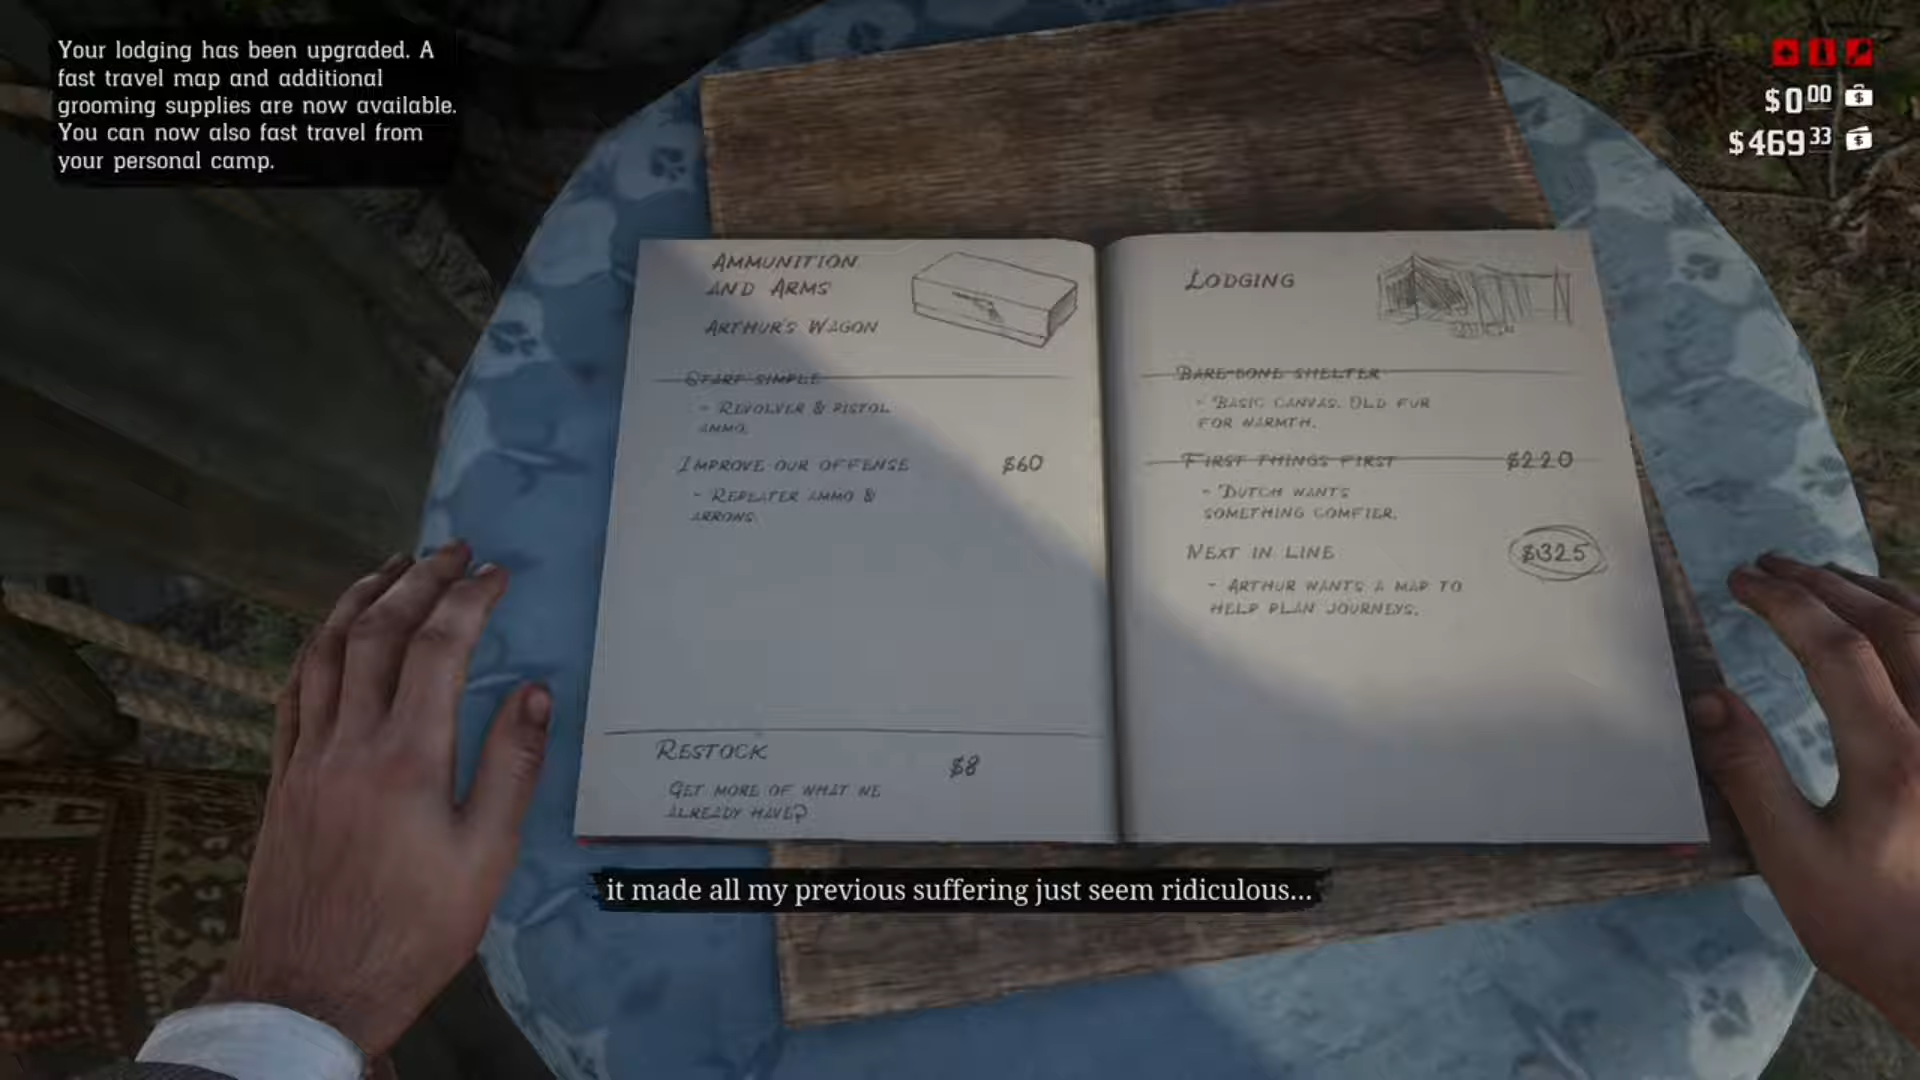 Your lodging has been upgraded. A
fast travel map and additional
grooming supplies are now available.
You can now also fast travel from
your personal camp.
$0 00
$469 33
AMMUNITION
AND ARMS
ARTHUR'S WAGON
START SIMPLE
- REVOLVER & PISTOL
AMMO.
IMPROVE OUR OFFENSE $60
- REPEATER AMMO &
ARROWS.
RESTOCK $8
GET MORE OF WHAT WE
ALREADY HAVE?
LODGING
BARE-BONE SHELTER
- BASIC CANVAS. OLD FUR
FOR WARMTH.
FIRST THINGS FIRST $220
- DUTCH WANTS
SOMETHING COMFIER.
NEXT IN LINE $325
- ARTHUR WANTS A MAP TO
HELP PLAN JOURNEYS.
it made all my previous suffering just seem ridiculous...